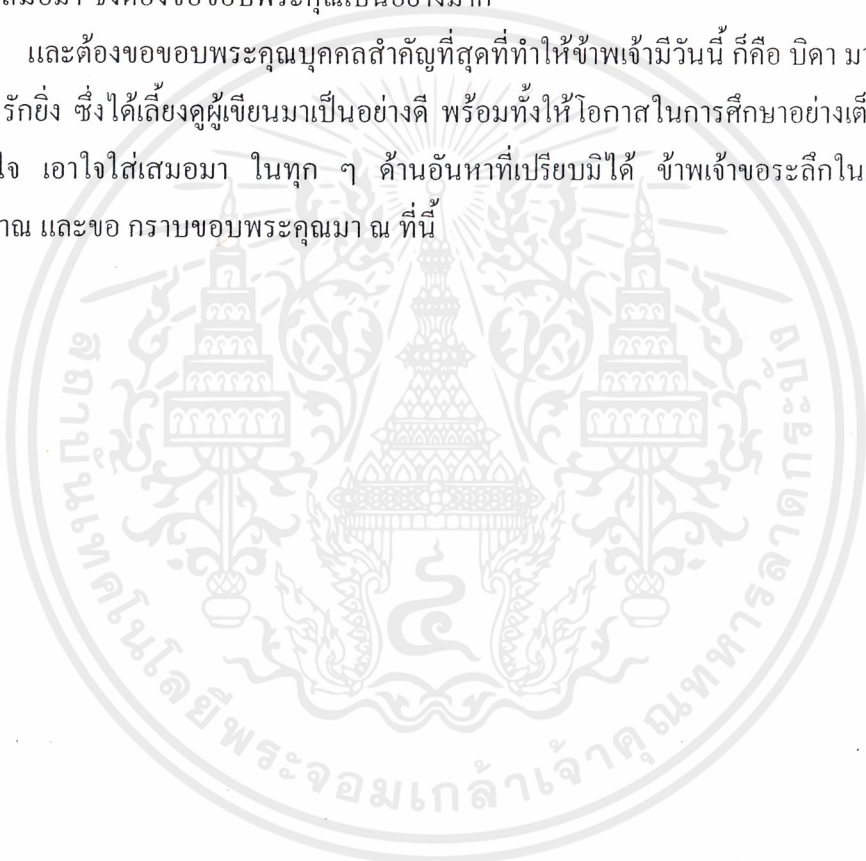 และต้องขอขอบพระคุณบุคคลสำคัญที่สุดที่ทำให้ข้าพเจ้ามีวันนี้ ก็คือ บิดา
รักยิ่ง ซึ่งได้เลี้ยงดูผู้เขียนมาเป็นอย่างดี พร้อมทั้งให้โอกาสในการศึกษาอย่าง
เอาใจใส่เสมอมา ในทุก ๆ ด้านอันหาที่เปรียบมิได้ ข้าพเจ้าขอระลึกใน
และขอ กราบขอบพระคุณมา ณ ที่นี้
สถาบันเทคโนโลยีพระจอมเกล้าเจ้าคุณทหารลาดกระบัง